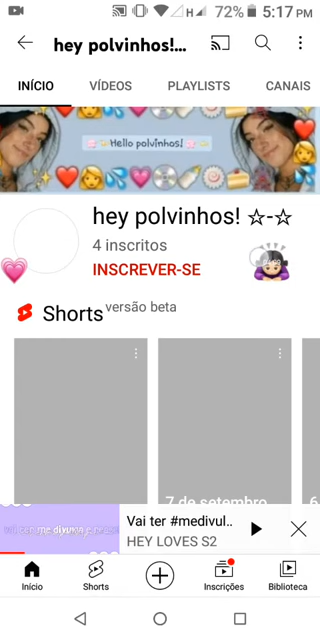 72% 5:17 PM
hey polvinhos!...
INÍCIO VÍDEOS PLAYLISTS CANAIS
Hello polvinhos!
hey polvinhos! ☆-☆
4 inscritos
INSCREVER-SE
Shorts versão beta
7 de setembro
6
Vai ter #medivul..
HEY LOVES S2
Início Shorts Inscrições Biblioteca